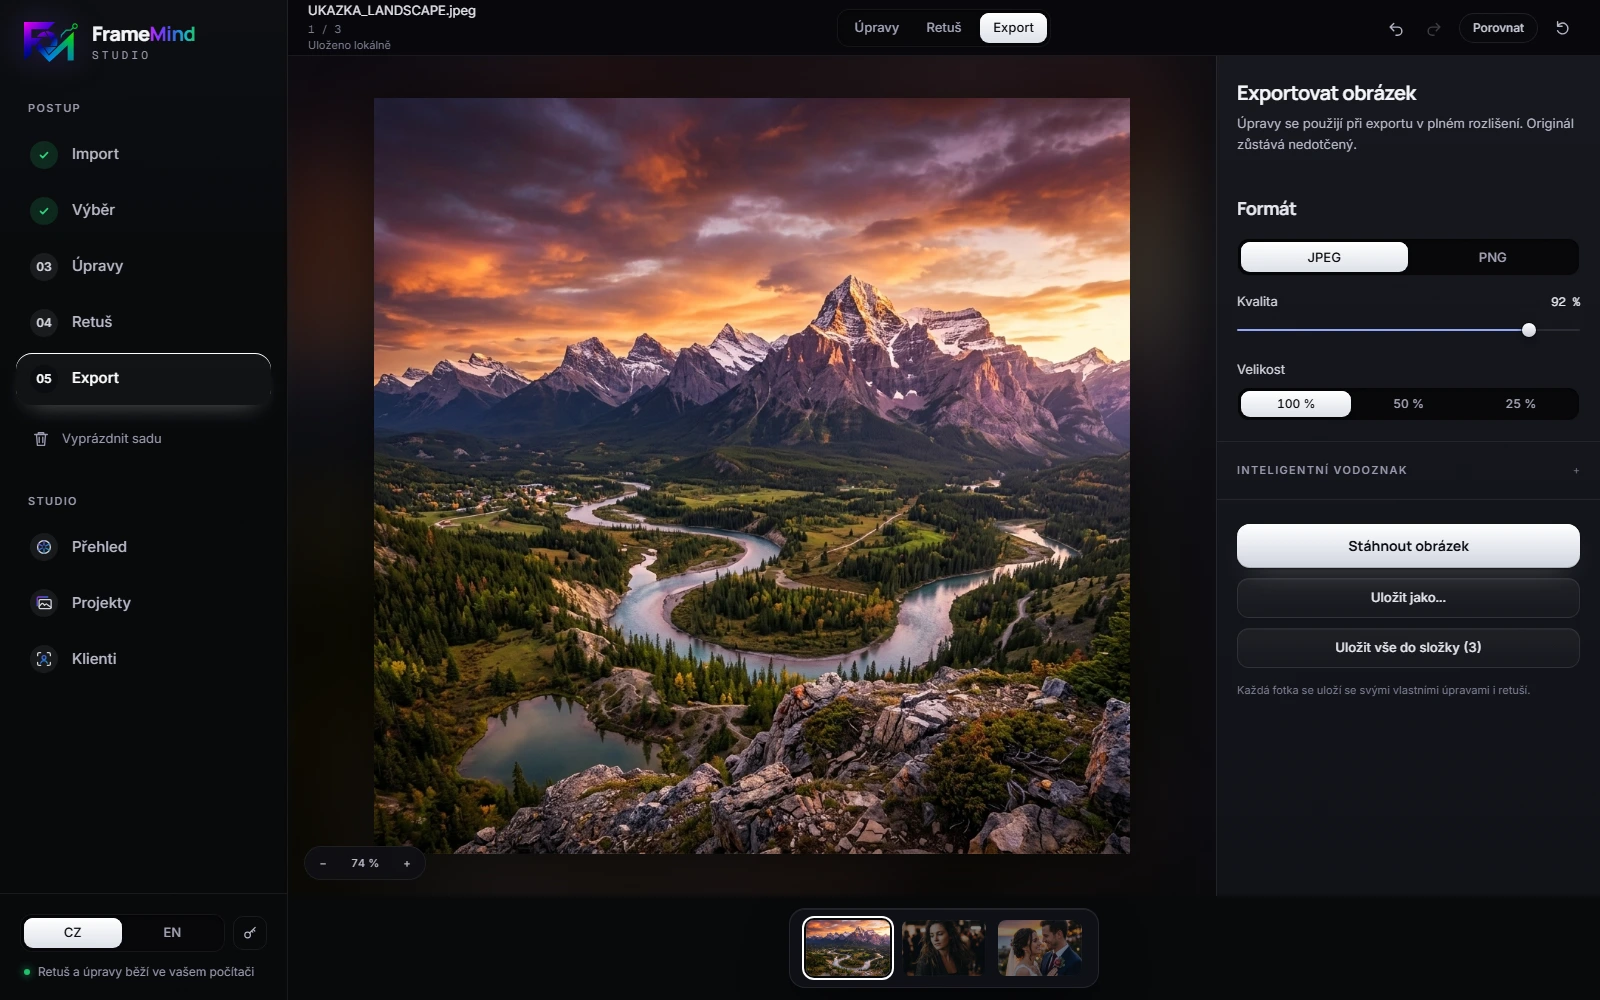 FrameMind
STUDIO
POSTUP
Import
Výběr
03 Úpravy
04 Retuš
05 Export
Vyprázdnit sadu
STUDIO
Přehled
Projekty
Klienti
CZ EN
Retuš a úpravy běží ve vašem počítači
UKAZKA_LANDSCAPE.jpeg
1 / 3
Uloženo lokálně
Úpravy Retuš Export
Porovnat
− 74 % +
Exportovat obrázek
Úpravy se použijí při exportu v plném rozlišení. Originál
zůstává nedotčený.
Formát
JPEG PNG
Kvalita 92 %
Velikost
100 % 50 % 25 %
INTELIGENTNÍ VODOZNAK +
Stáhnout obrázek
Uložit jako…
Uložit vše do složky (3)
Každá fotka se uloží se svými vlastními úpravami i retuší.